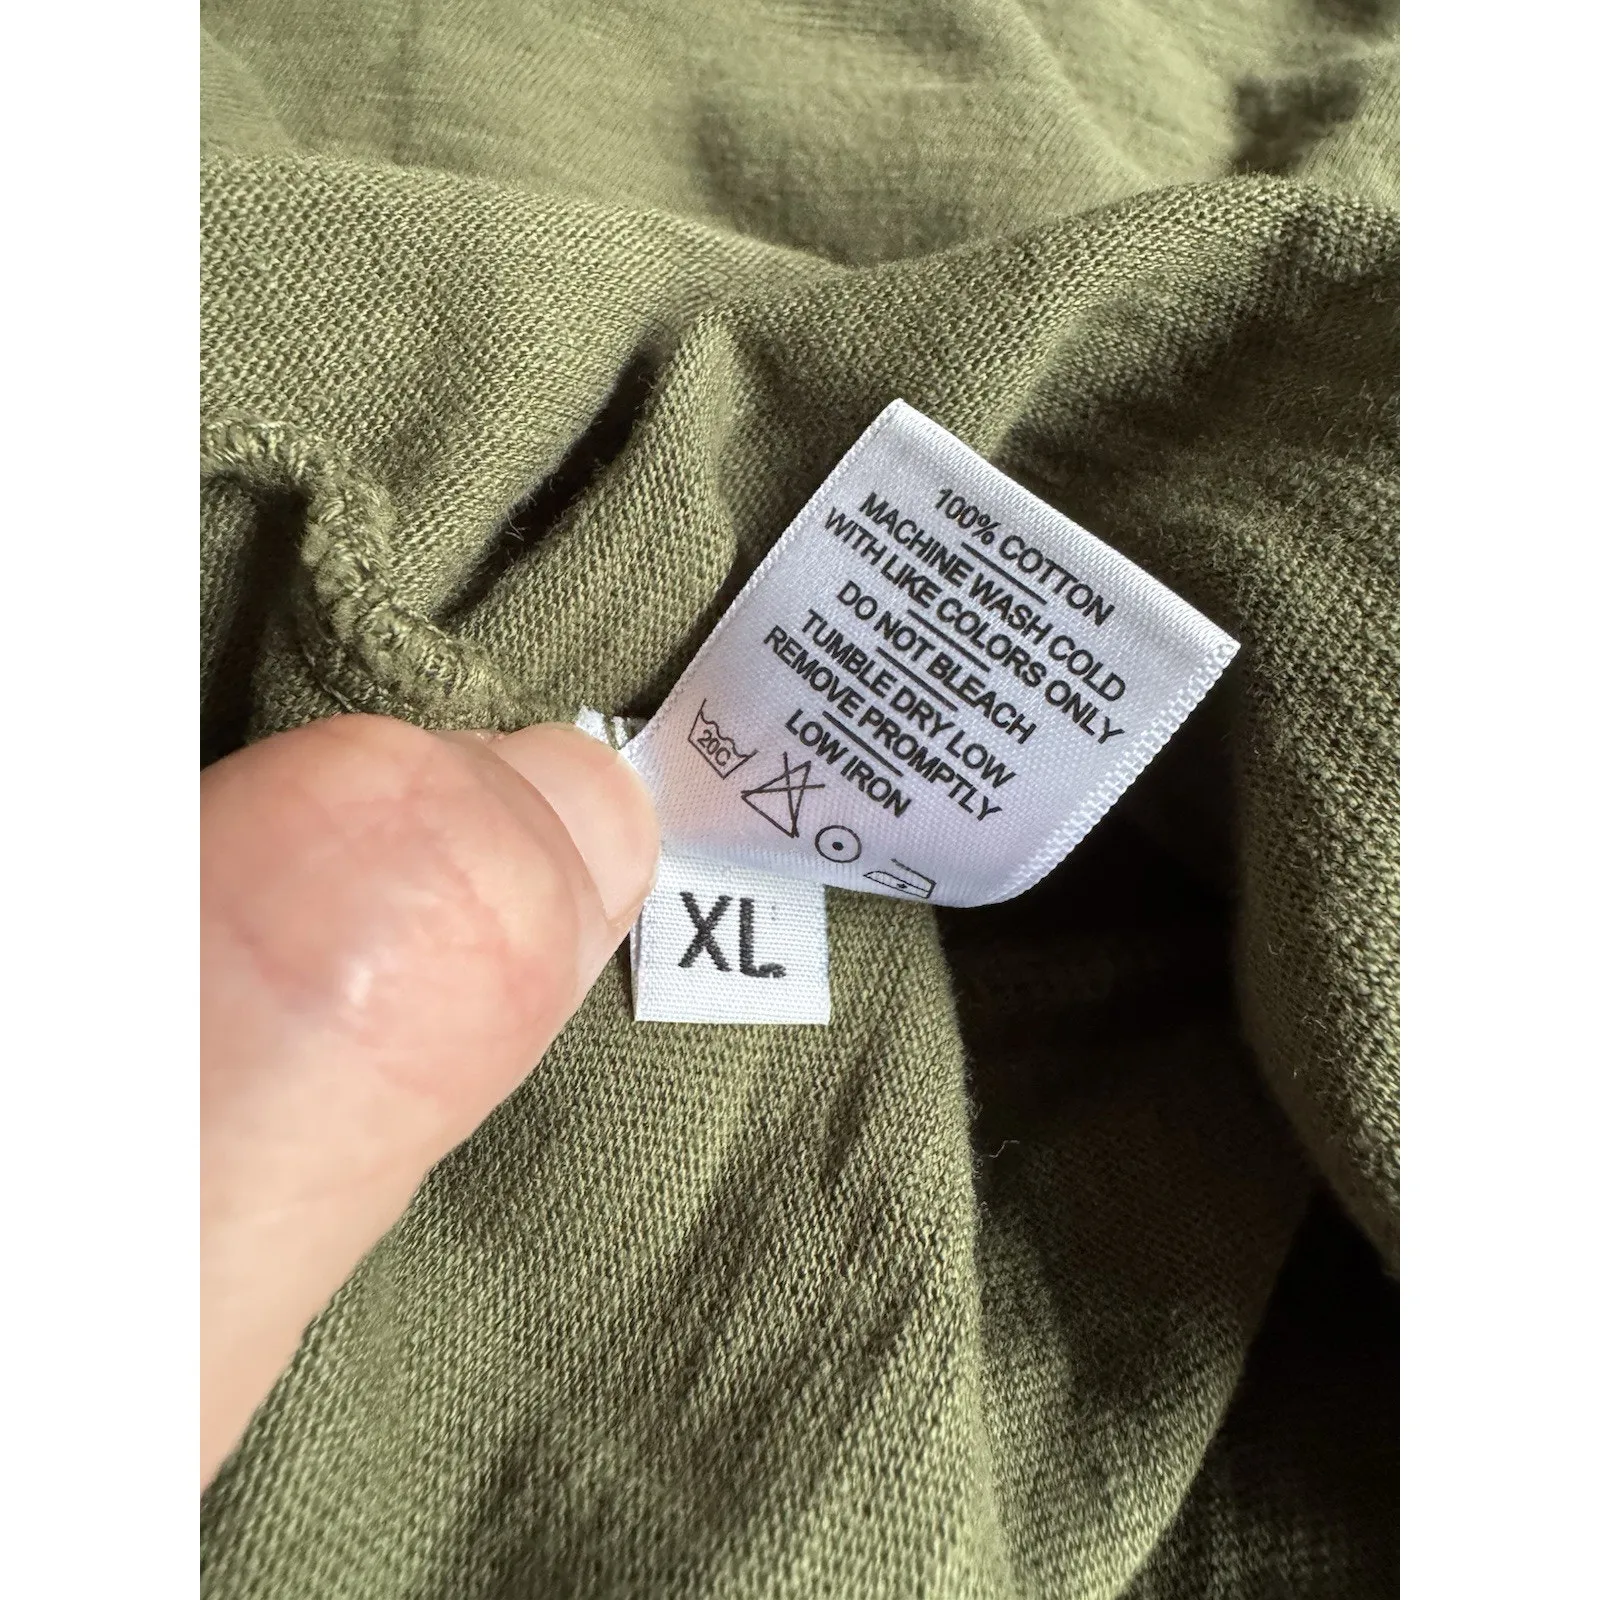 100% COTTON
MACHINE WASH COLD
WITH LIKE COLORS ONLY
DO NOT BLEACH
TUMBLE DRY LOW
REMOVE PROMPTLY
LOW IRON
20C
XL